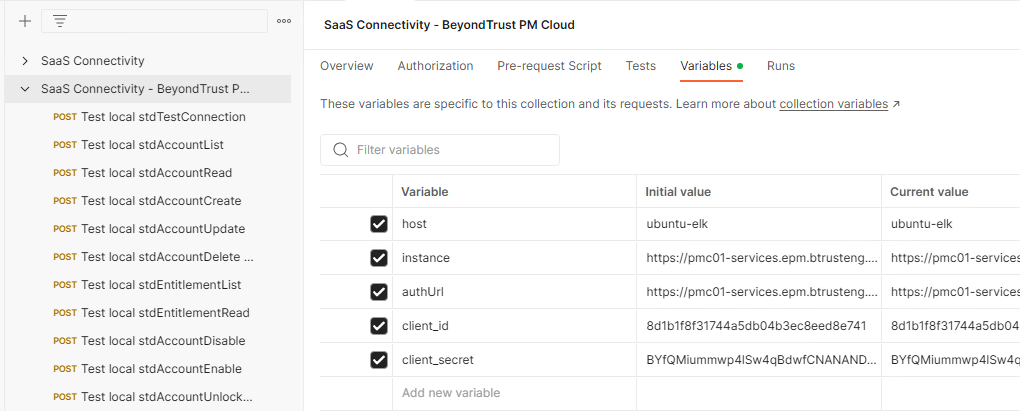 SaaS Connectivity
SaaS Connectivity - BeyondTrust P...
POST Test local stdTestConnection
POST Test local stdAccountList
POST Test local stdAccountRead
POST Test local stdAccountCreate
POST Test local stdAccountUpdate
POST Test local stdAccountDelete ...
POST Test local stdEntitlementList
POST Test local stdEntitlementRead
POST Test local stdAccountDisable
POST Test local stdAccountEnable
POST Test local stdAccountUnlock...
SaaS Connectivity - BeyondTrust PM Cloud
Overview Authorization Pre-request Script Tests Variables Runs
These variables are specific to this collection and its requests. Learn more about collection variables ↗
Filter variables
Variable Initial value Current value
host ubuntu-elk ubuntu-elk
instance https://pmc01-services.epm.btrusteng.... https://pmc01-services
authUrl https://pmc01-services.epm.btrusteng.... https://pmc01-services
client_id 8d1b1f8f31744a5db04b3ec8eed8e741 8d1b1f8f31744a5db04
client_secret BYfQMiummwp4lSw4qBdwfCNANAND... BYfQMiummwp4lSw4q
Add new variable